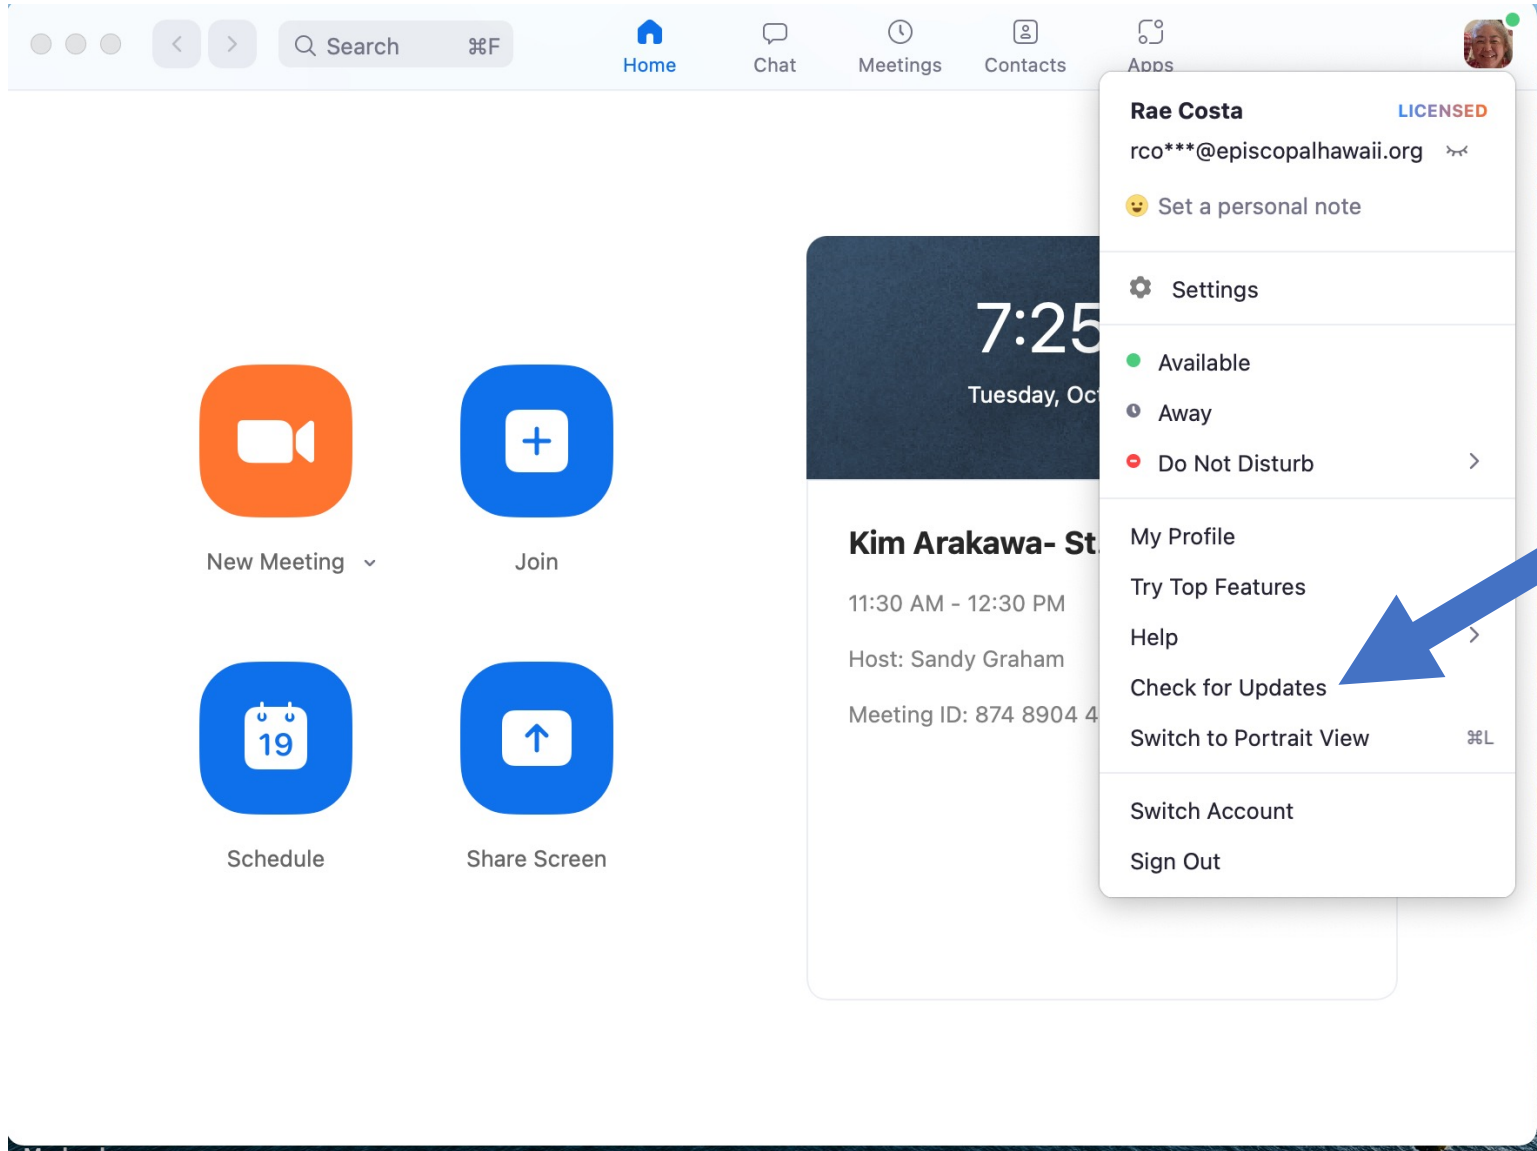 Search ⌘F
Home
Chat
Meetings
Contacts
Apps
Rae Costa LICENSED
rco***@episcopalhawaii.org
Set a personal note
Settings
Available
Away
Do Not Disturb
My Profile
Try Top Features
Help
Check for Updates
Switch to Portrait View ⌘L
Switch Account
Sign Out
7:25
Tuesday, Oct
Kim Arakawa- St.
11:30 AM - 12:30 PM
Host: Sandy Graham
Meeting ID: 874 8904 4
New Meeting
Join
19
Schedule
Share Screen